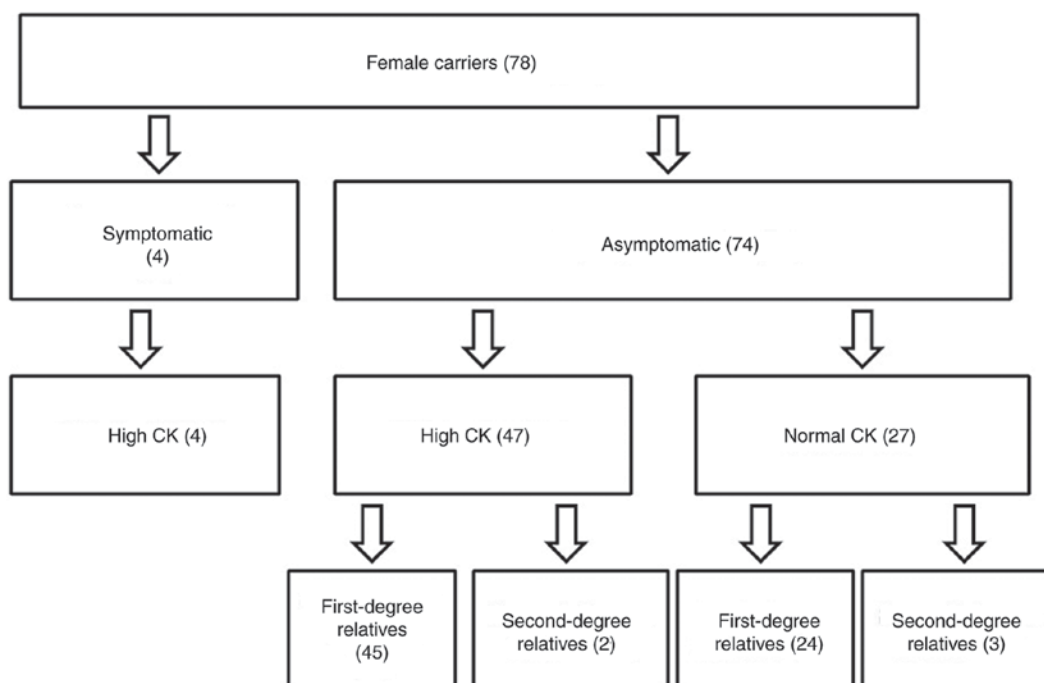 Female carriers (78)
Symptomatic
(4)
Asymptomatic (74)
High CK (4)
High CK (47)
Normal CK (27)
First-degree
relatives
(45)
Second-degree
relatives (2)
First-degree
relatives (24)
Second-degree
relatives (3)